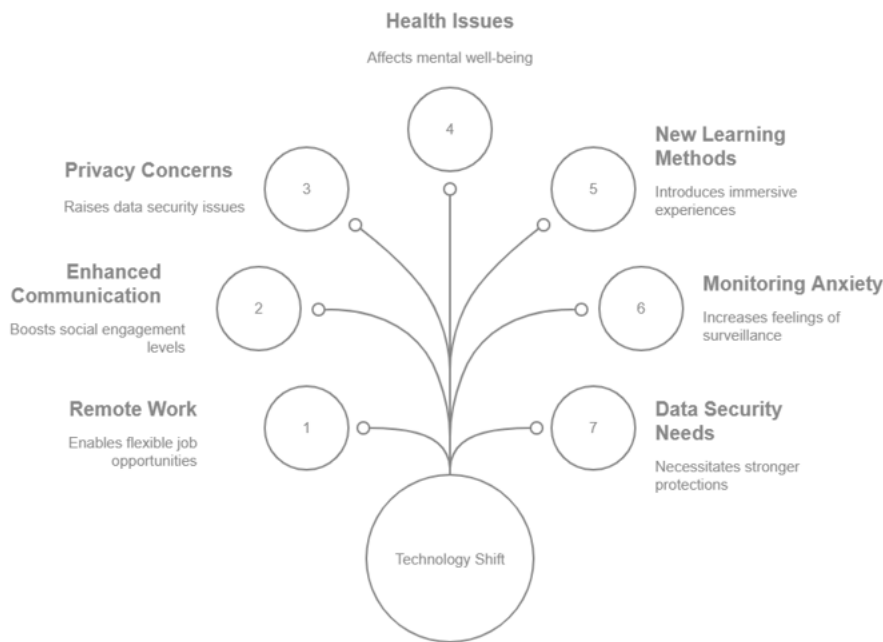 Health Issues
Affects mental well-being
4
New Learning
Methods
Introduces immersive
experiences
5
Privacy Concerns
Raises data security issues
3
Enhanced
Communication
Boosts social engagement
levels
2
Monitoring Anxiety
Increases feelings of
surveillance
6
Remote Work
Enables flexible job
opportunities
1
Data Security
Needs
Necessitates stronger
protections
7
Technology Shift